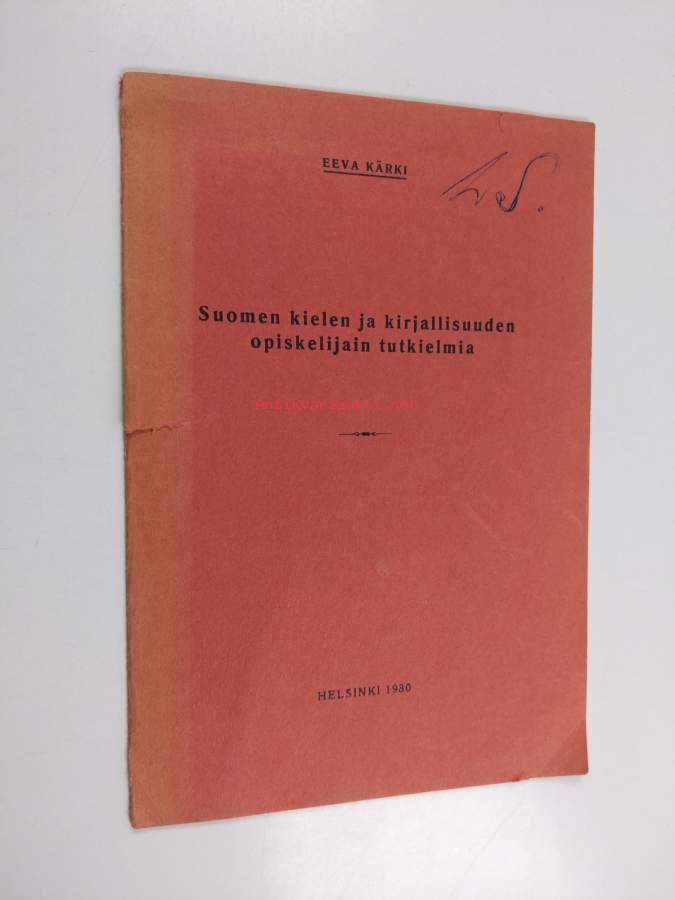 EEVA KÄRKI
Suomen kielen ja kirjallisuuden
opiskelijain tutkielmia
HELSINKI 1930